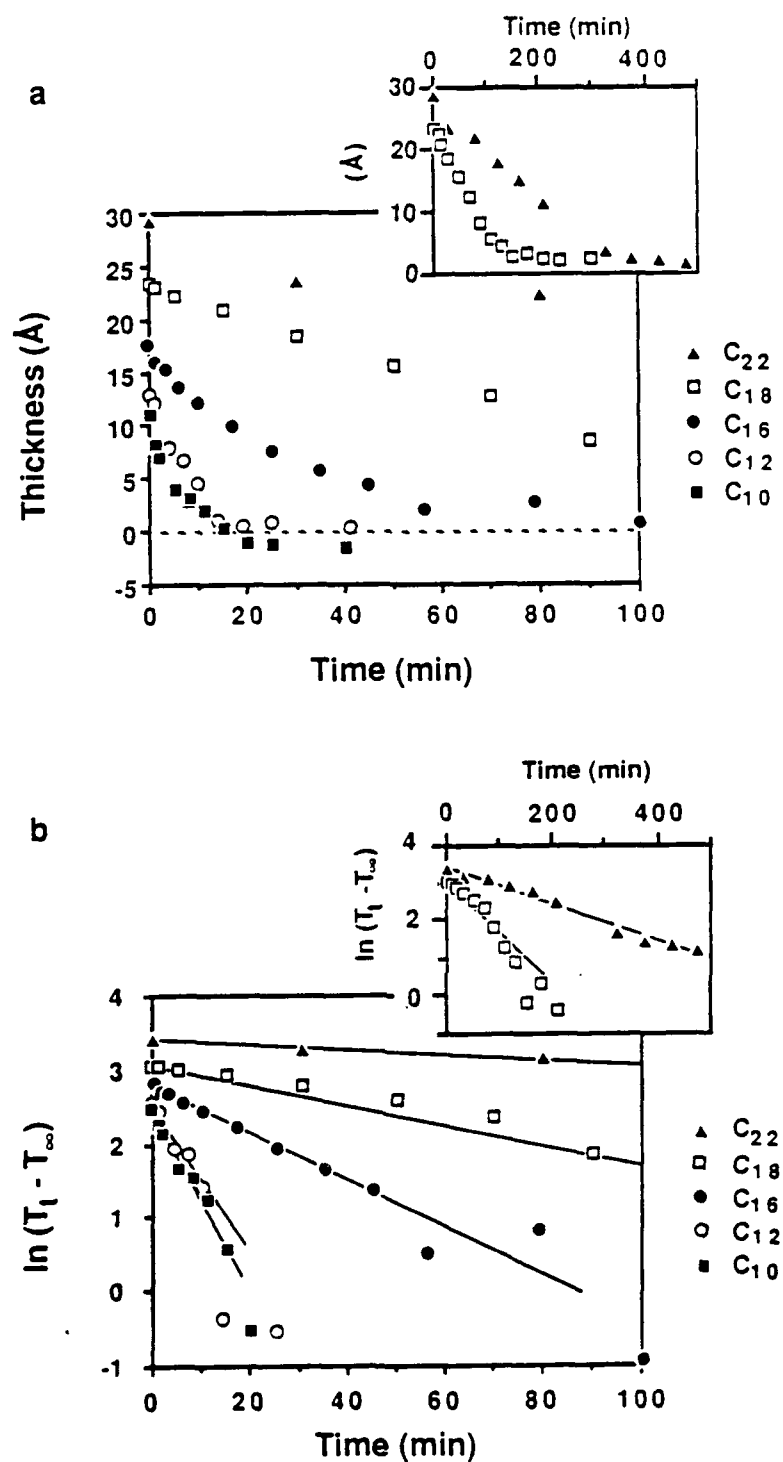 a
Time (min)
0 200 400
30
20
10
0
(Å)
30
25
20
15
10
5
0
-5
Thickness (Å)
0 20 40 60 80 100
Time (min)
C22
C18
C16
C12
C10
b
Time (min)
0 200 400
4
2
0
ln (Tt - T∞)
4
3
2
1
0
-1
ln (Tt - T∞)
0 20 40 60 80 100
Time (min)
C22
C18
C16
C12
C10